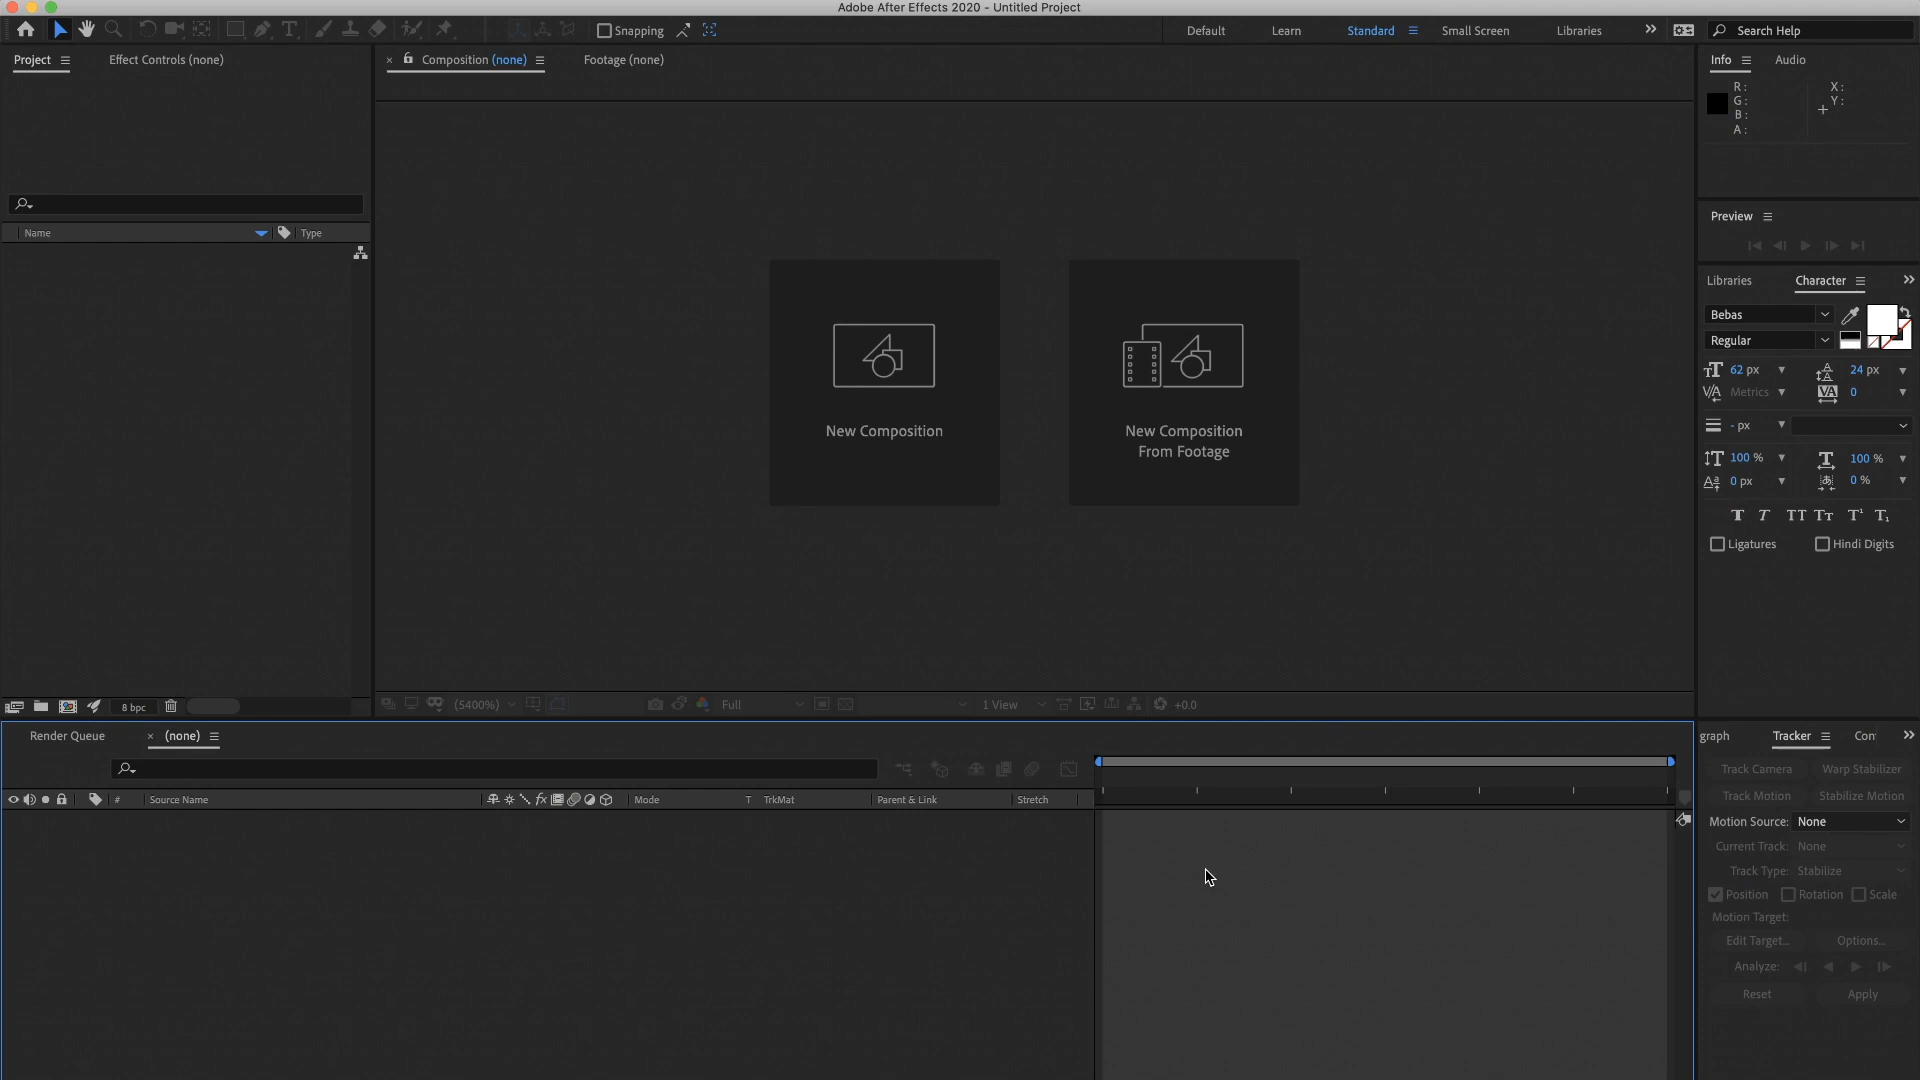 Adobe After Effects 2020 - Untitled Project
Snapping
Default
Learn
Standard
Small Screen
Libraries
Search Help
Project
Effect Controls (none)
Composition (none)
Footage (none)
Info
Audio
R :
G :
B :
A :
X :
Y :
Preview
Name
Type
New Composition
New Composition
From Footage
Libraries
Character
Bebas
Regular
62 px
24 px
Metrics
0
- px
100 %
100 %
0 px
0 %
Ligatures
Hindi Digits
8 bpc
(5400%)
Full
1 View
+0.0
Render Queue
(none)
# Source Name
Mode
T TrkMat
Parent & Link
Stretch
graph
Tracker
Con
Track Camera
Warp Stabilizer
Track Motion
Stabilize Motion
Motion Source: None
Current Track: None
Track Type: Stabilize
Position
Rotation
Scale
Motion Target:
Edit Target...
Options...
Analyze:
Reset
Apply